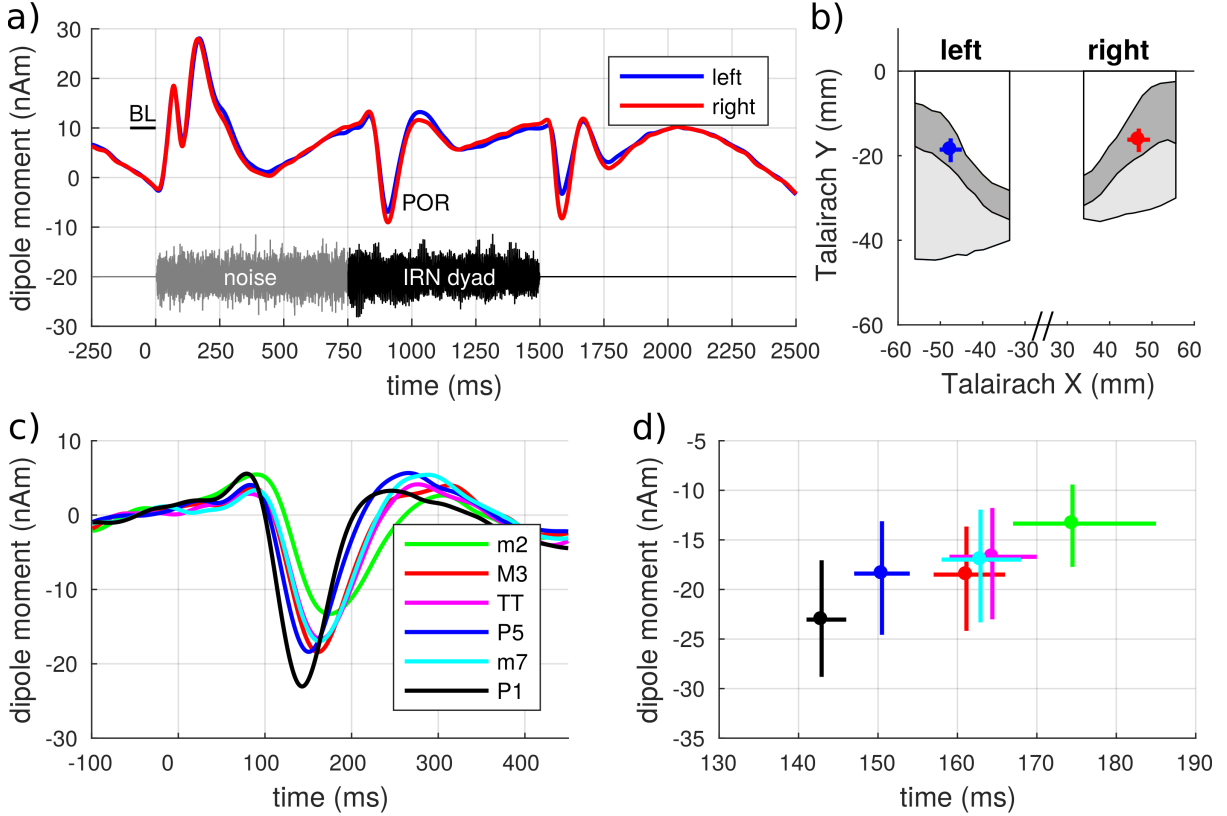 a)
dipole moment (nAm)
30
20
10
0
-10
-20
-30
BL
left
right
POR
noise
IRN dyad
-250 0 250 500 750 1000 1250 1500 1750 2000 2500
time (ms)
b)
left right
Talairach Y (mm)
0
-20
-40
-60
-60 -50 -40 -30 30 40 50 60
Talairach X (mm)
c)
dipole moment (nAm)
10
0
-10
-20
-30
m2
M3
TT
P5
m7
P1
-100 0 100 200 300 400
time (ms)
d)
dipole moment (nAm)
-5
-10
-15
-20
-25
-30
-35
130 140 150 160 170 180 190
time (ms)